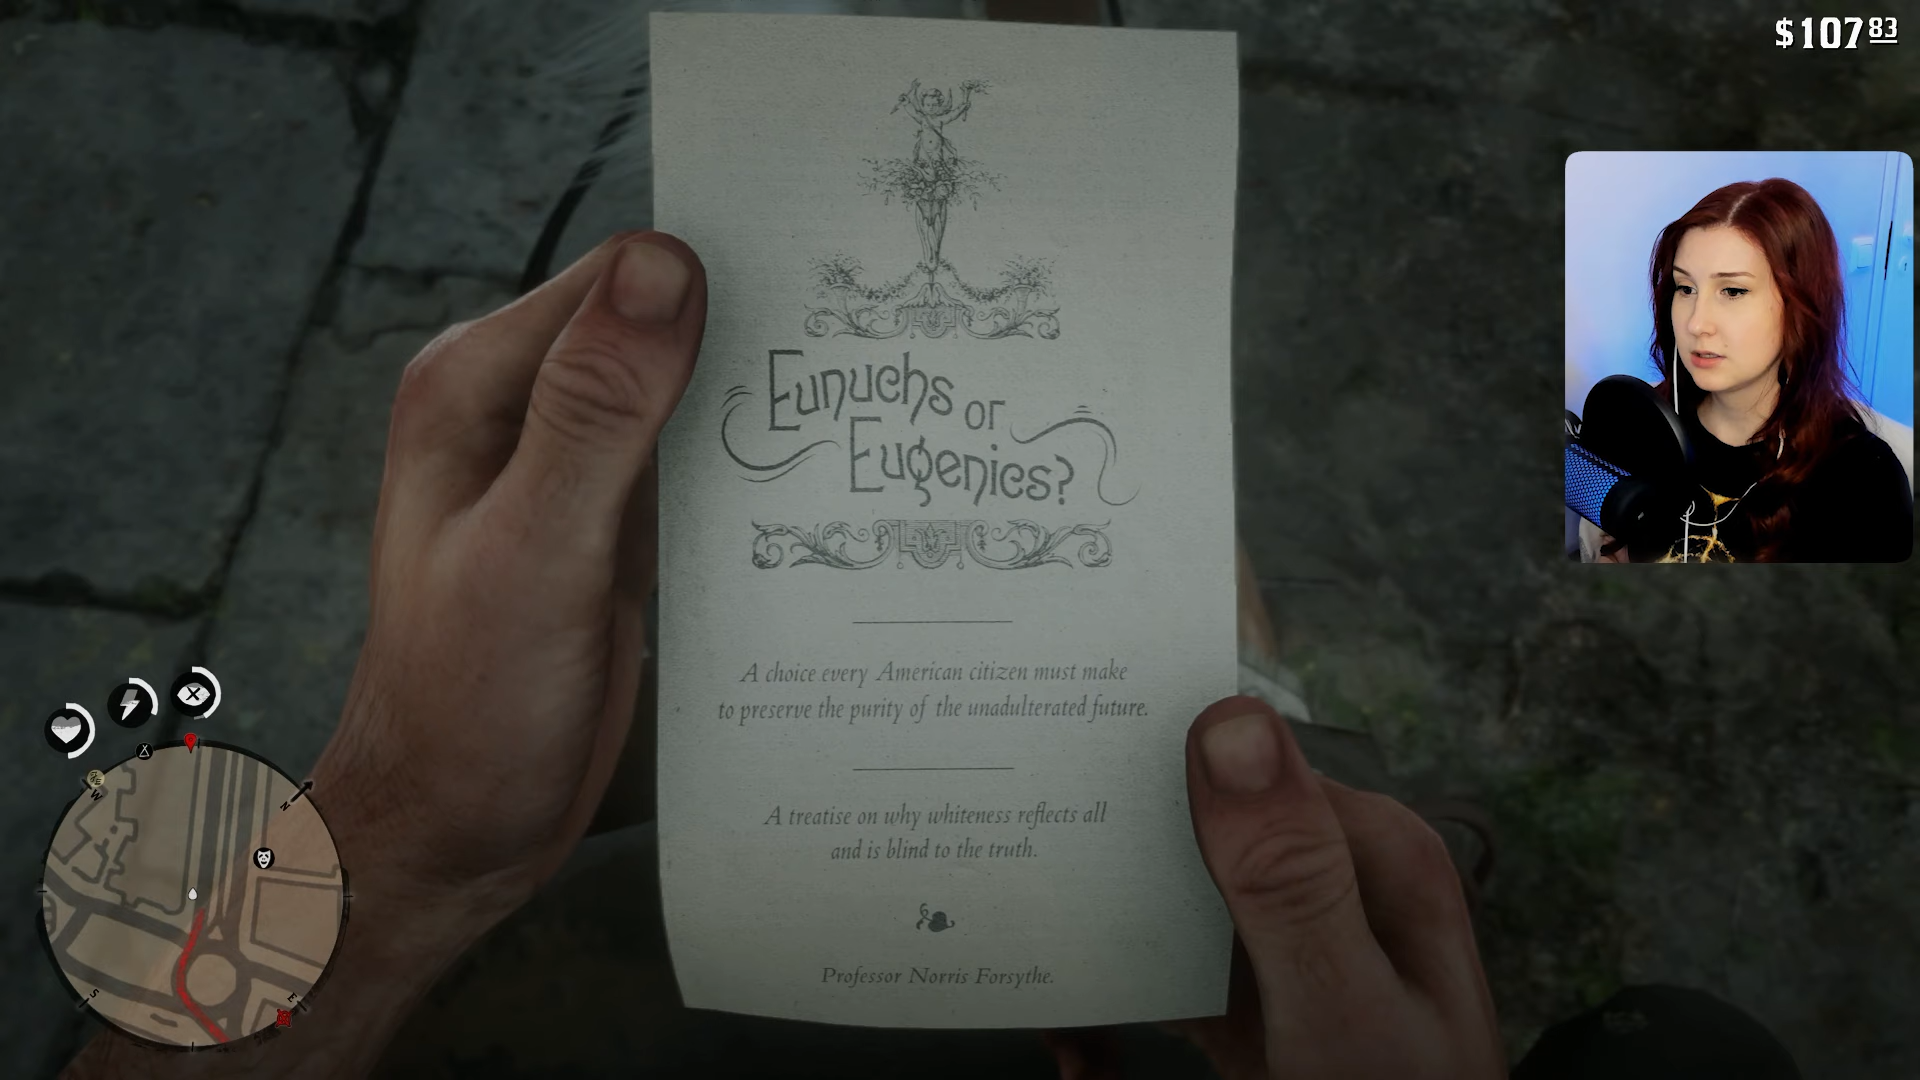 $107 83
Eunuchs or
Eugenics?
A choice every American citizen must make
to preserve the purity of the unadulterated future.
A treatise on why whiteness reflects all
and is blind to the truth.
Professor Norris Forsythe.
W
N
S
E